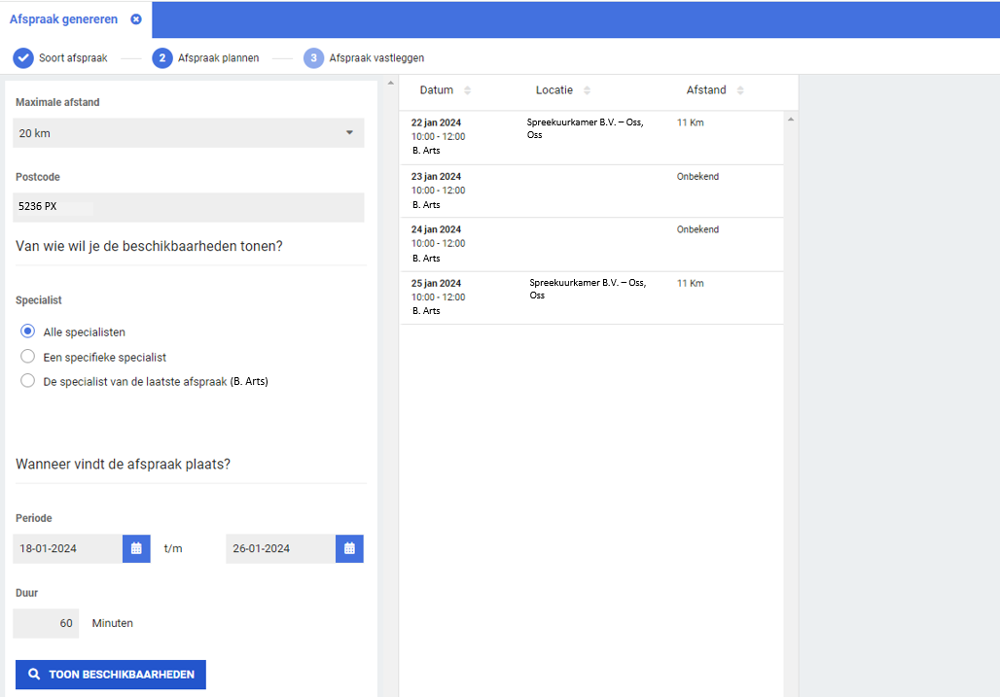 Afspraak genereren
Soort afspraak
2 Afspraak plannen
3 Afspraak vastleggen
Maximale afstand
20 km
Postcode
5236 PX
Van wie wil je de beschikbaarheden tonen?
Specialist
Alle specialisten
Een specifieke specialist
De specialist van de laatste afspraak (B. Arts)
Wanneer vindt de afspraak plaats?
Periode
18-01-2024 t/m 26-01-2024
Duur
60 Minuten
TOON BESCHIKBAARHEDEN
Datum Locatie Afstand
22 jan 2024 Spreekuurkamer B.V. – Oss, 11 Km
10:00 - 12:00 Oss
B. Arts
23 jan 2024 Onbekend
10:00 - 12:00
B. Arts
24 jan 2024 Onbekend
10:00 - 12:00
B. Arts
25 jan 2024 Spreekuurkamer B.V. – Oss, 11 Km
10:00 - 12:00 Oss
B. Arts